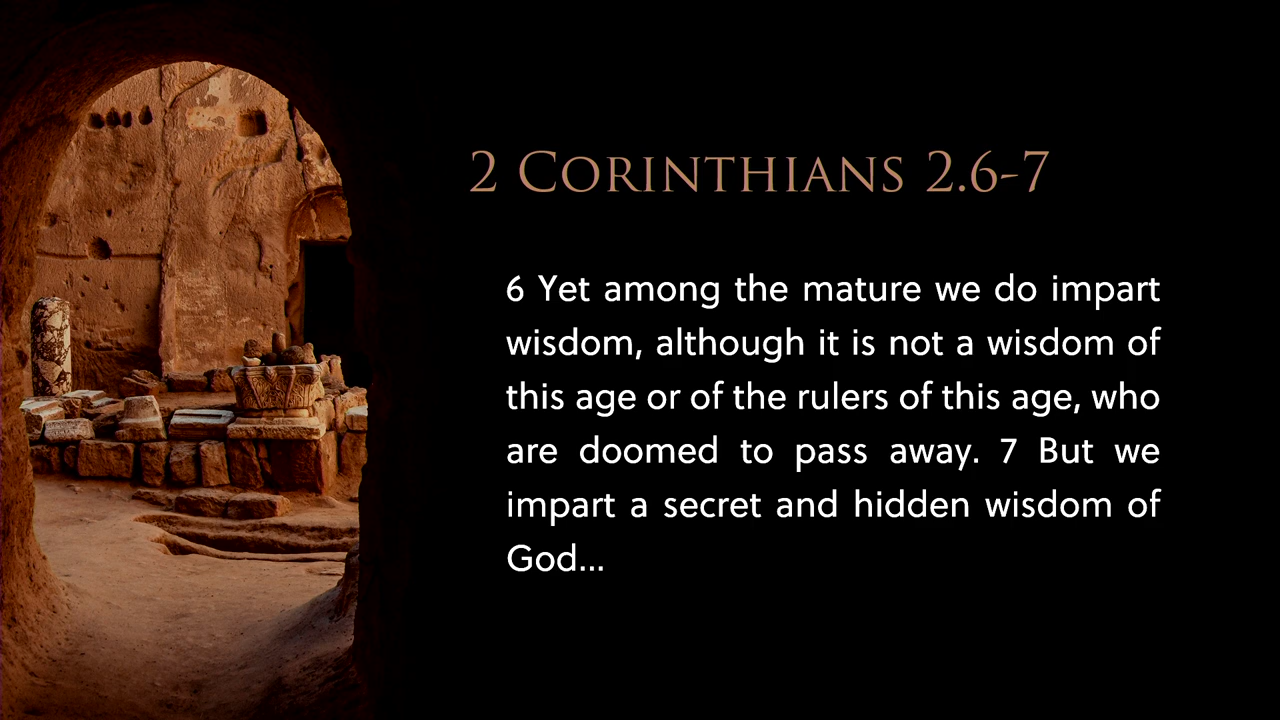 2 Corinthians 2.6-7
6 Yet among the mature we do impart
wisdom, although it is not a wisdom of
this age or of the rulers of this age, who
are doomed to pass away. 7 But we
impart a secret and hidden wisdom of
God...